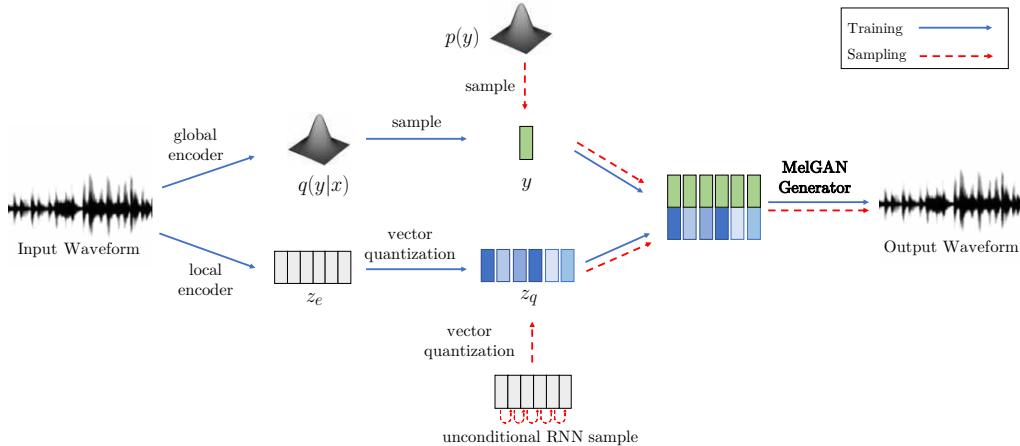 p(y)
Training
Sampling
sample
global
encoder
sample
q(y|x)
y
MelGAN
Generator
Input Waveform
Output Waveform
vector
quantization
local
encoder
z_e
z_q
vector
quantization
unconditional RNN sample